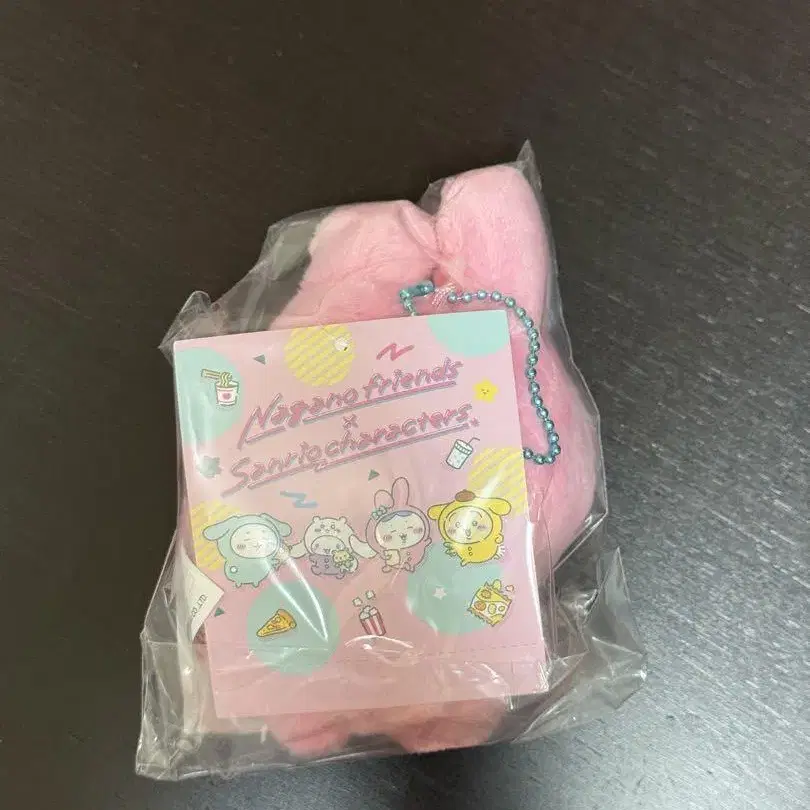 Nagano friends
×
Sanrio characters